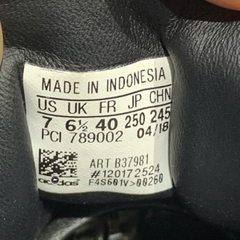 MADE IN INDONESIA
US UK FR JP CHN
7 6½ 40 250 245
PCI 789002 04/18
ART B37981
#120172524
adidas F4S601V>00260